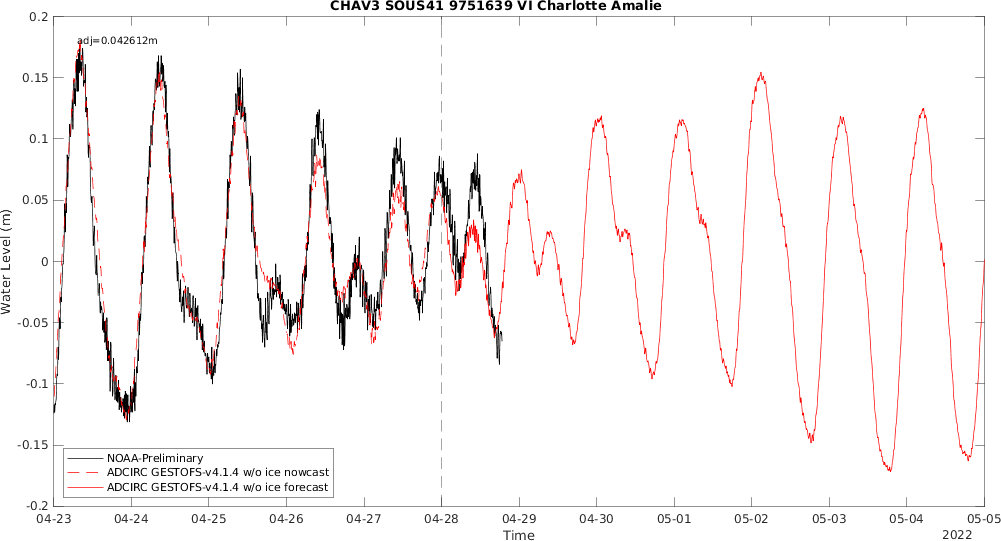 CHAV3 SOUS41 9751639 VI Charlotte Amalie
adj=0.042612m
0.2
0.15
0.1
0.05
0
-0.05
-0.1
-0.15
-0.2
Water Level (m)
NOAA-Preliminary
ADCIRC GESTOFS-v4.1.4 w/o ice nowcast
ADCIRC GESTOFS-v4.1.4 w/o ice forecast
04-23 04-24 04-25 04-26 04-27 04-28 04-29 04-30 05-01 05-02 05-03 05-04 05-05
Time
2022